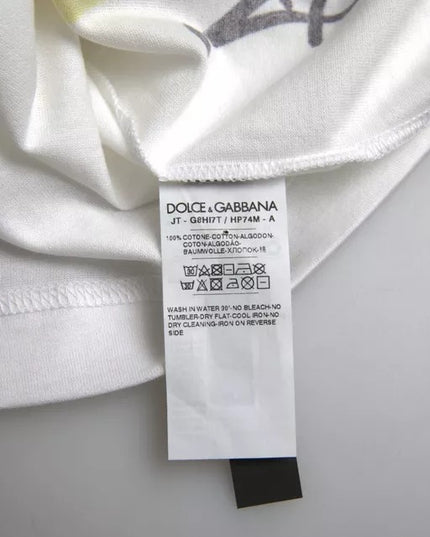 DOLCE & GABBANA
JT - G8HI7T / HP74M - A
100% COTONE-COTTON-ALGODON-
COTON-ALGODÃO-
BAUMWOLLE-ХЛОПОК-棉
WASH IN WATER 30°-NO BLEACH-NO
TUMBLER-DRY FLAT-COOL IRON-NO
DRY CLEANING-IRON ON REVERSE
SIDE